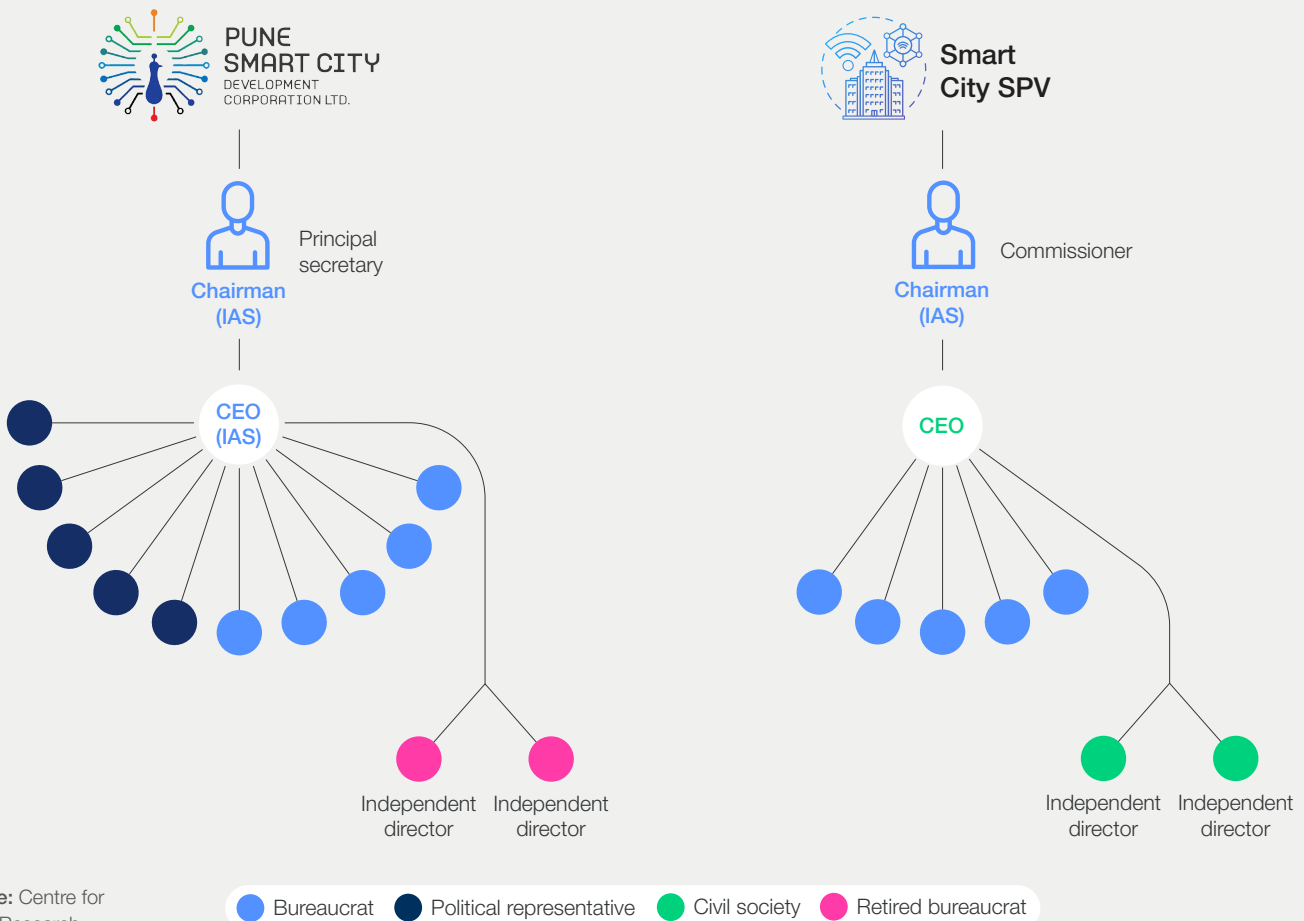 PUNE
SMART CITY
DEVELOPMENT
CORPORATION LTD.
Smart
City SPV
Principal
secretary
Chairman
(IAS)
Commissioner
Chairman
(IAS)
CEO
(IAS)
CEO
Independent
director
Independent
director
Independent
director
Independent
director
Centre for
Research
Bureaucrat
Political representative
Civil society
Retired bureaucrat